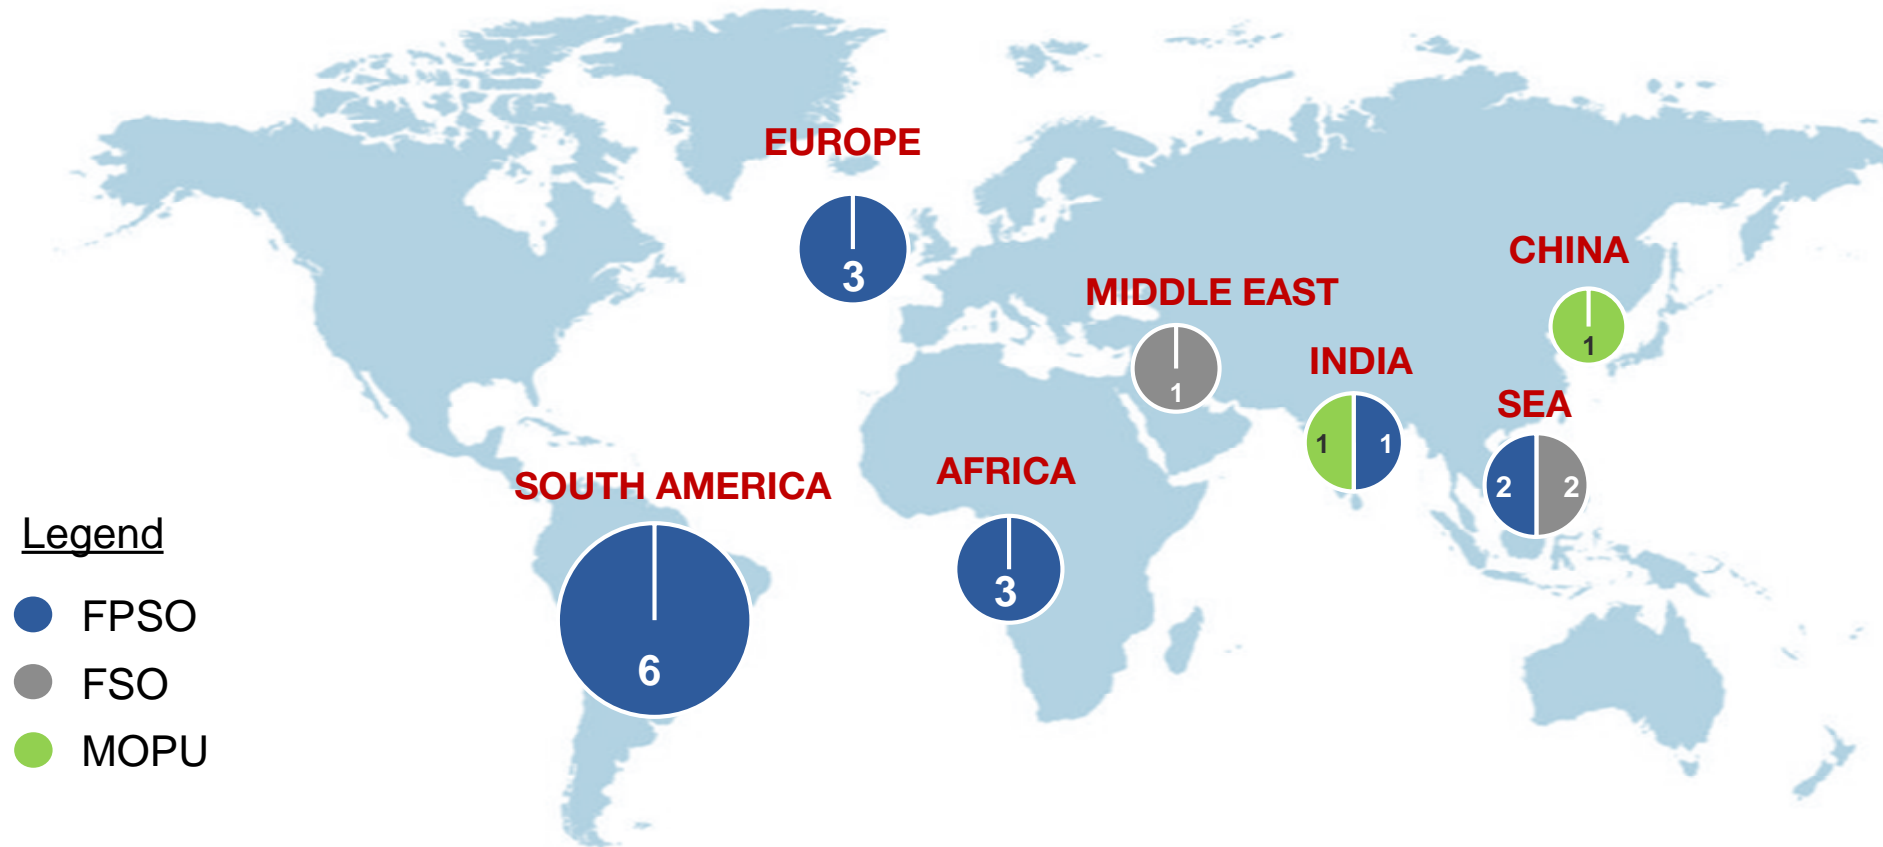 EUROPE
3
CHINA
1
MIDDLE EAST
1
INDIA
1 1
SEA
2 2
SOUTH AMERICA
6
AFRICA
3
Legend
FPSO
FSO
MOPU